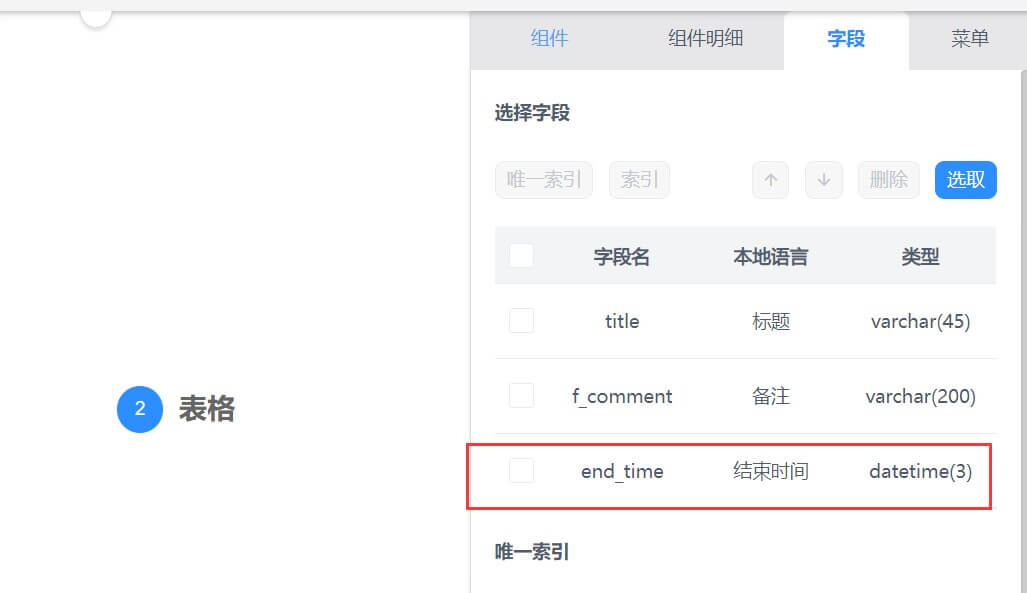 组件 组件明细 字段 菜单
选择字段
唯一索引 索引 ↑ ↓ 删除 选取
字段名 本地语言 类型
title 标题 varchar(45)
f_comment 备注 varchar(200)
2 表格
end_time 结束时间 datetime(3)
唯一索引